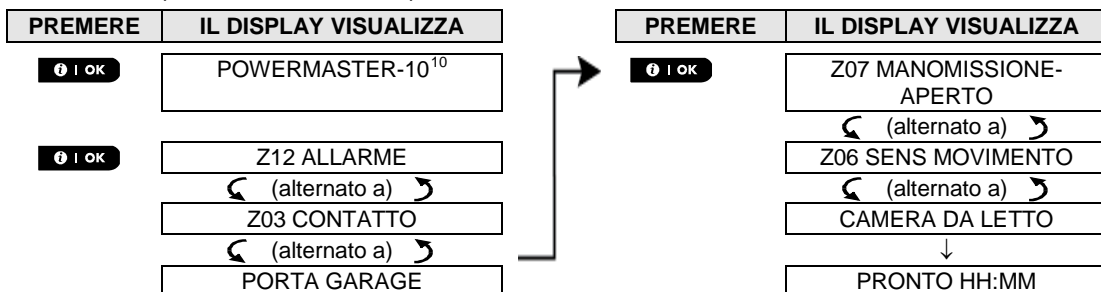 PREMERE IL DISPLAY VISUALIZZA
i | OK POWERMASTER-10¹⁰
i | OK Z12 ALLARME
(alternato a)
Z03 CONTATTO
(alternato a)
PORTA GARAGE
PREMERE IL DISPLAY VISUALIZZA
i | OK Z07 MANOMISSIONE-
APERTO
(alternato a)
Z06 SENS MOVIMENTO
(alternato a)
CAMERA DA LETTO
↓
PRONTO HH:MM